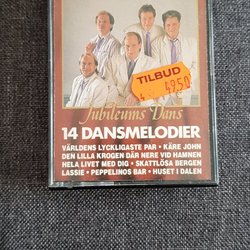 TILBUD
49.50
Jubileums Dans
14 DANSMELODIER
VÄRLDENS LYCKLIGASTE PAR • KÄRE JOHN
DEN LILLA KROGEN DÄR NERE VID HAMNEN
HELA LIVET MED DIG • SKATTLÖSA BERGEN
LASSIE • PEPPELINOS BAR • HUSET I DALEN